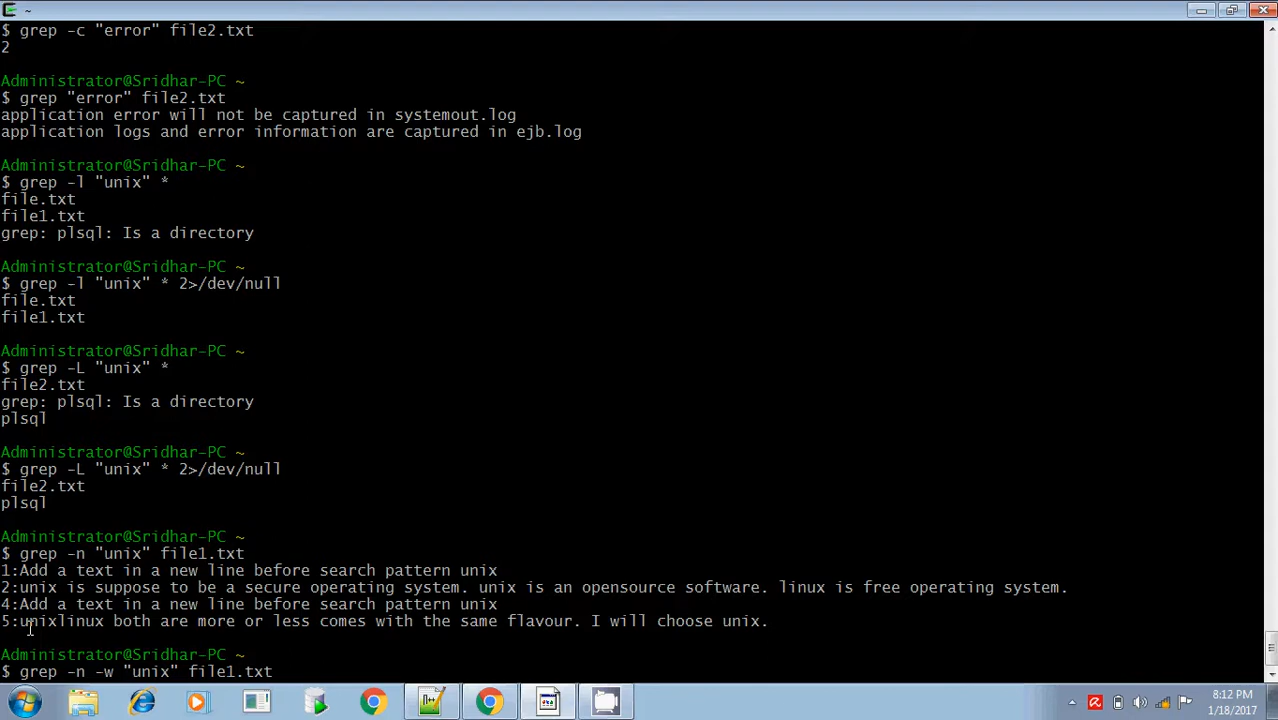 ~
$ grep -c "error" file2.txt
2
Administrator@Sridhar-PC ~
$ grep "error" file2.txt
application error will not be captured in systemout.log
application logs and error information are captured in ejb.log
Administrator@Sridhar-PC ~
$ grep -l "unix" *
file.txt
file1.txt
grep: plsql: Is a directory
Administrator@Sridhar-PC ~
$ grep -l "unix" * 2>/dev/null
file.txt
file1.txt
Administrator@Sridhar-PC ~
$ grep -L "unix" *
file2.txt
grep: plsql: Is a directory
plsql
Administrator@Sridhar-PC ~
$ grep -L "unix" * 2>/dev/null
file2.txt
plsql
Administrator@Sridhar-PC ~
$ grep -n "unix" file1.txt
1:Add a text in a new line before search pattern unix
2:unix is suppose to be a secure operating system. unix is an opensource software. linux is free operating system.
4:Add a text in a new line before search pattern unix
5:unixlinux both are more or less comes with the same flavour. I will choose unix.
Administrator@Sridhar-PC ~
$ grep -n -w "unix" file1.txt
8:12 PM
1/18/2017